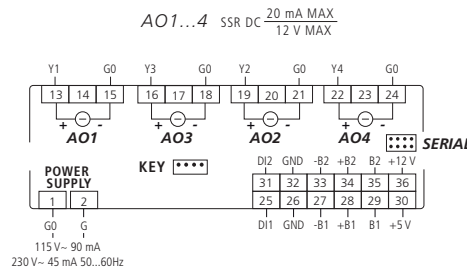 AO1...4 SSR DC 20 mA MAX
12 V MAX
Y1 G0 Y3 G0 Y2 G0 Y4 G0
13 14 15 16 17 18 19 20 21 22 23 24
+ - + - + - + -
AO1 AO3 AO2 AO4
SERIAL
KEY
DI2 GND -B2 +B2 B2 +12 V
POWER
SUPPLY
31 32 33 34 35 36
1 2 25 26 27 28 29 30
G0 G DI1 GND -B1 +B1 B1 +5 V
115 V~ 90 mA
230 V~ 45 mA 50...60Hz